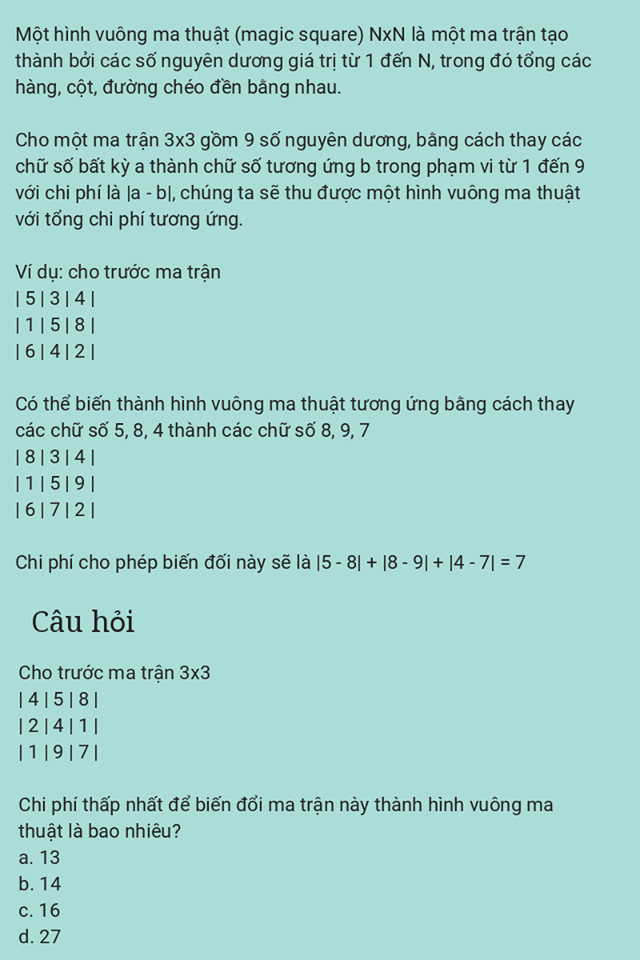 Một hình vuông ma thuật (magic square) NxN là một ma trận tạo
thành bởi các số nguyên dương giá trị từ 1 đến N, trong đó tổng các
hàng, cột, đường chéo đền bằng nhau.
Cho một ma trận 3x3 gồm 9 số nguyên dương, bằng cách thay các
chữ số bất kỳ a thành chữ số tương ứng b trong phạm vi từ 1 đến 9
với chi phí là |a - b|, chúng ta sẽ thu được một hình vuông ma thuật
với tổng chi phí tương ứng.
Ví dụ: cho trước ma trận
| 5 | 3 | 4 |
| 1 | 5 | 8 |
| 6 | 4 | 2 |
Có thể biến thành hình vuông ma thuật tương ứng bằng cách thay
các chữ số 5, 8, 4 thành các chữ số 8, 9, 7
| 8 | 3 | 4 |
| 1 | 5 | 9 |
| 6 | 7 | 2 |
Chi phí cho phép biến đối này sẽ là |5 - 8| + |8 - 9| + |4 - 7| = 7
Câu hỏi
Cho trước ma trận 3x3
| 4 | 5 | 8 |
| 2 | 4 | 1 |
| 1 | 9 | 7 |
Chi phí thấp nhất để biến đổi ma trận này thành hình vuông ma
thuật là bao nhiêu?
a. 13
b. 14
c. 16
d. 27